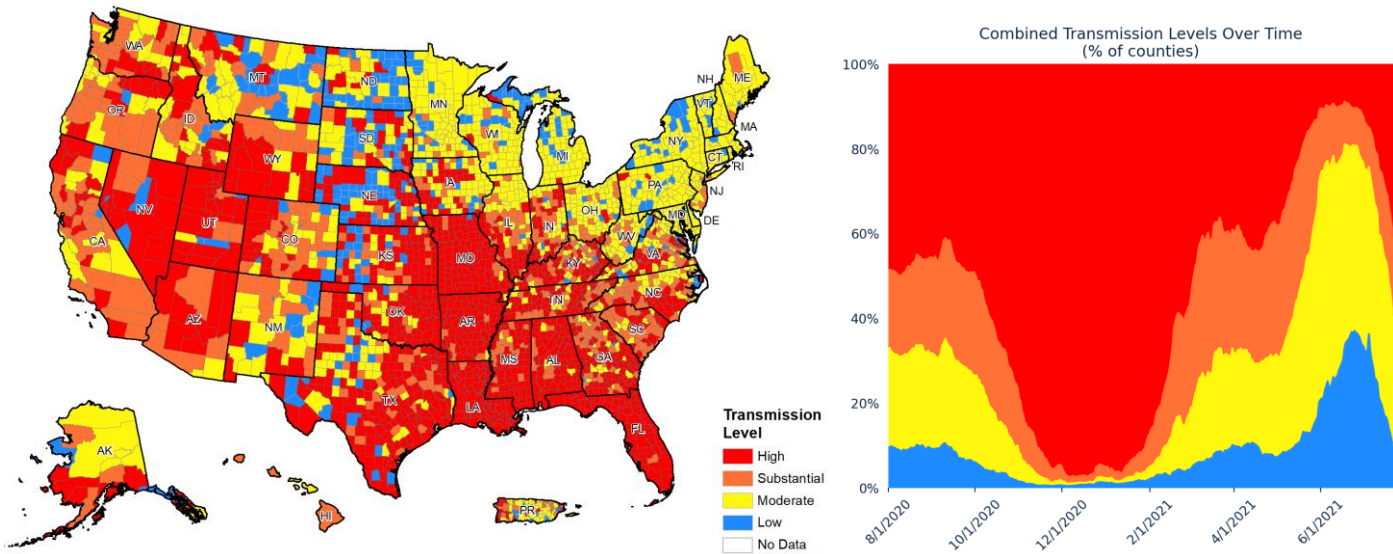 WA
MT
ND
MN
OR
ID
WY
SD
WI
MI
NY
VT
NH
ME
MA
CT
RI
NJ
PA
NV
UT
CO
NE
IA
IL
IN
OH
MD
DE
WV
VA
CA
KS
MO
KY
AZ
NM
OK
AR
TN
NC
SC
TX
LA
MS
AL
GA
FL
AK
HI
PR
Transmission
Level
High
Substantial
Moderate
Low
No Data
Combined Transmission Levels Over Time
(% of counties)
100%
80%
60%
40%
20%
0%
8/1/2020
10/1/2020
12/1/2020
2/1/2021
4/1/2021
6/1/2021